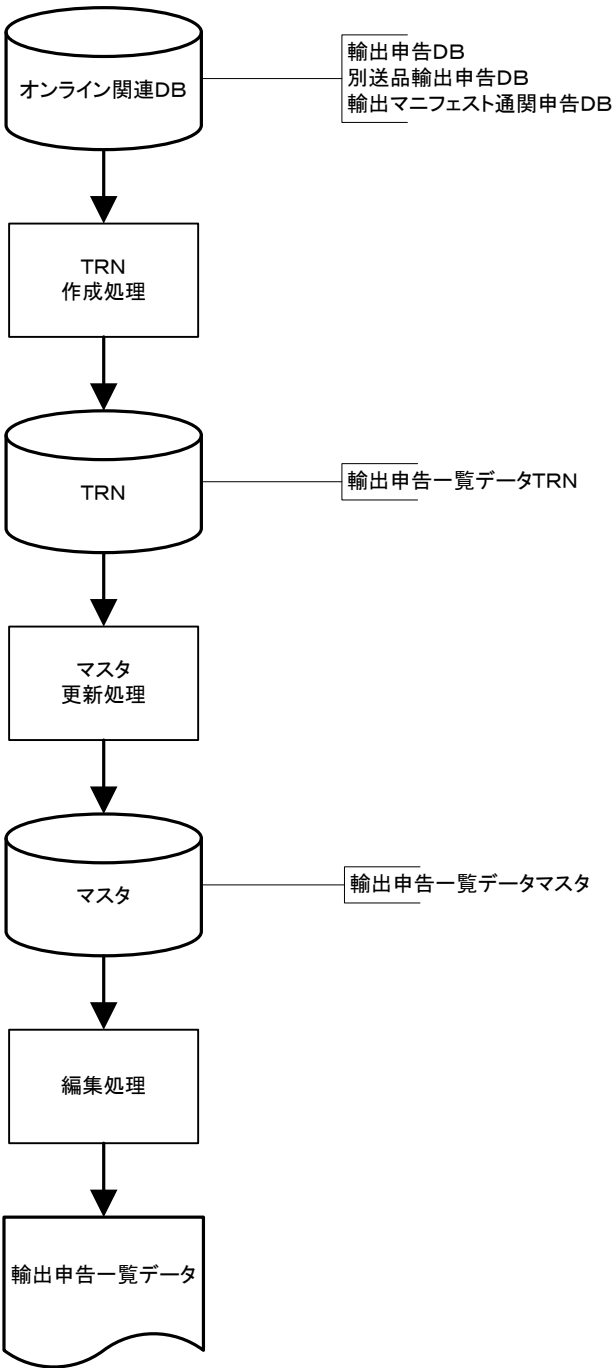 オンライン関連DB
輸出申告DB
別送品輸出申告DB
輸出マニフェスト通関申告DB
TRN
作成処理
TRN
輸出申告一覧データTRN
マスタ
更新処理
マスタ
輸出申告一覧データマスタ
編集処理
輸出申告一覧データ